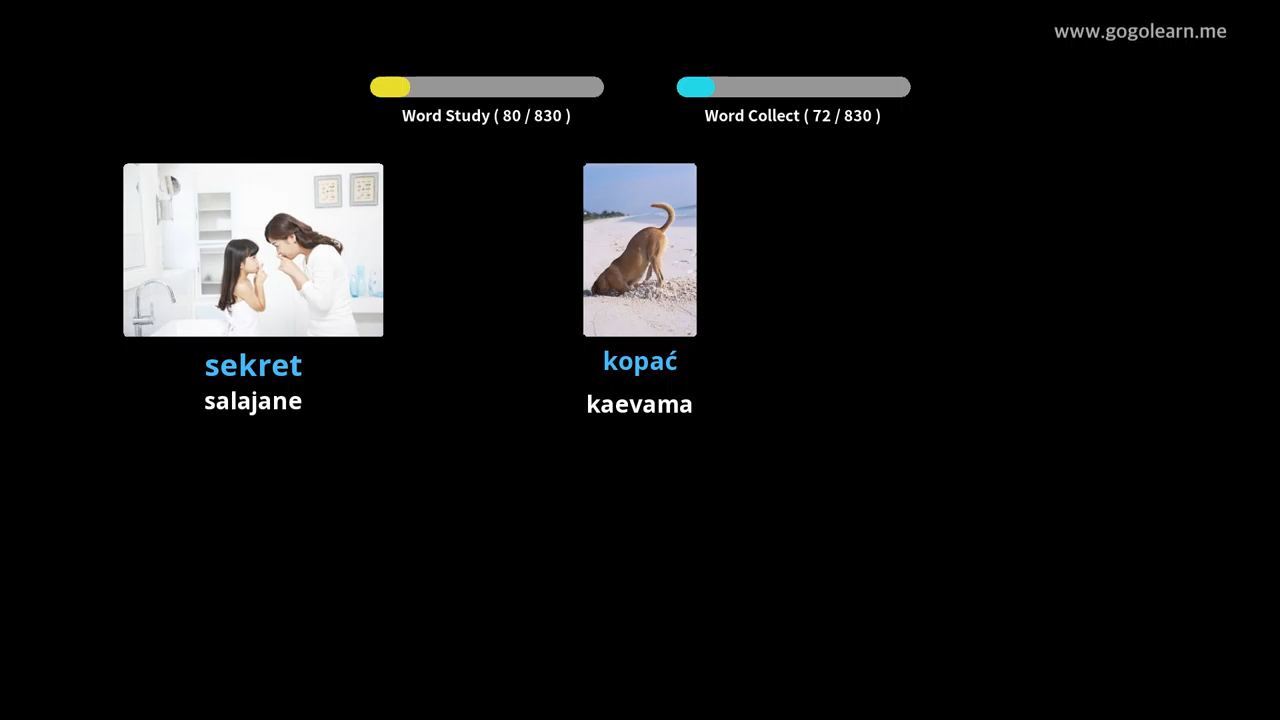 www.gogolearn.me
Word Study ( 80 / 830 )
Word Collect ( 72 / 830 )
sekret
salajane
kopać
kaevama